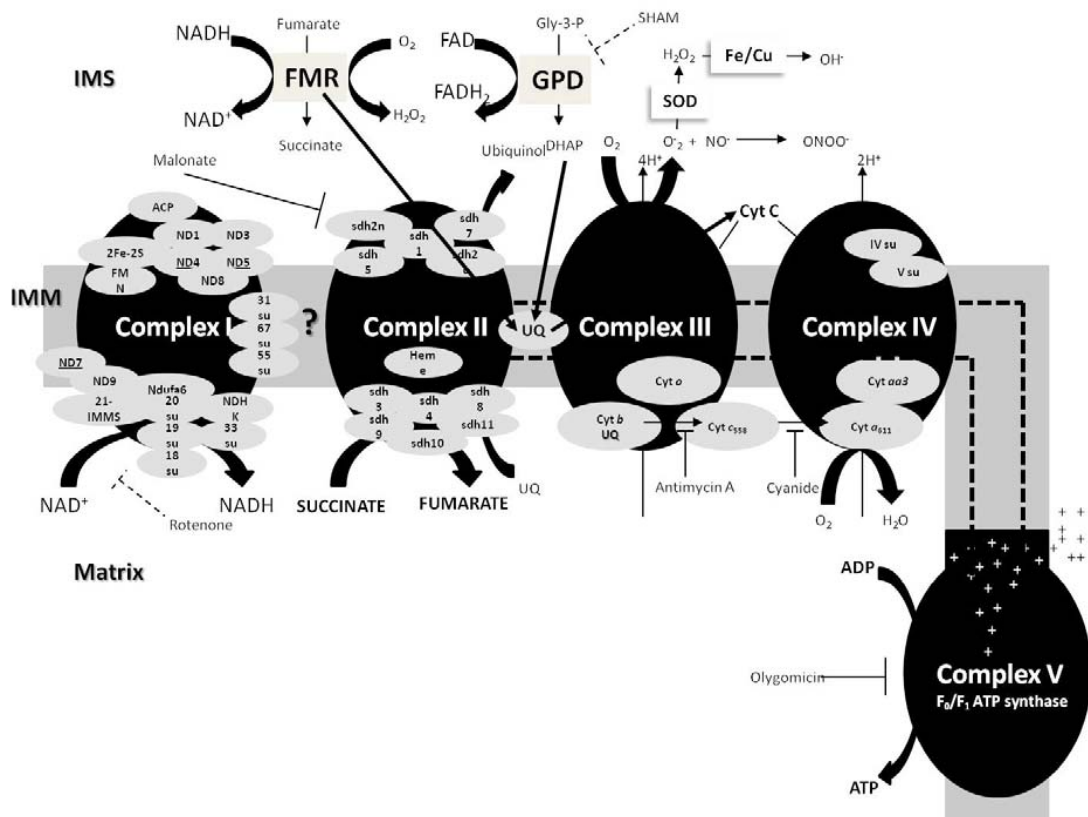 NADH
Fumarate
O2
FAD
Gly-3-P
SHAM
IMS
FMR
GPD
H2O2
Fe/Cu
OH-
NAD+
H2O2
FADH2
SOD
Succinate
Ubiquinol
DHAP
O2
O-2 + NO-
ONOO-
Malonate
4H+
2H+
Cyt C
ACP
ND1
ND3
2Fe-2S
ND4
ND5
FM
N
ND8
sdh2n
sdh
1
sdh
7
sdh
5
sdh2
IV su
V su
IMM
Complex I
?
Complex II
UQ
Complex III
Complex IV
31
su
67
su
55
su
ND7
ND9
21-
IMMS
Ndufa6
20
su
19
su
18
su
NDH
K
33
su
Hem
e
sdh
3
sdh
4
sdh
8
sdh
9
sdh10
sdh11
Cyt o
Cyt b
UQ
Cyt c558
Cyt aa3
Cyt a611
NAD+
NADH
Rotenone
SUCCINATE
FUMARATE
UQ
Antimycin A
Cyanide
O2
H2O
Matrix
+ +
+
+ +
+
++
+ + + + + + + + + + + +
ADP
Olygomicin
Complex V
F0/F1 ATP synthase
ATP